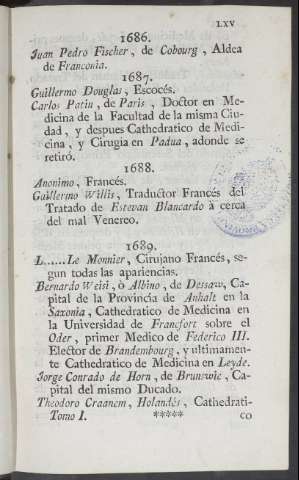 LXV
1686.
Juan Pedro Fischer, de Cobourg, Aldea
de Franconia.
1687.
Guillermo Douglas, Escocés.
Carlos Patin, de Paris, Doctor en Me-
dicina de la Facultad de la misma Ciu-
dad, y despues Cathedratico de Medi-
cina, y Cirugia en Padua, adonde se
retiró.
1688.
Anonimo, Francés.
Guillermo Willis, Traductor Francés del
Tratado de Estevan Blancardo à cerca
del mal Venereo.
1689.
L......Le Monnier, Cirujano Francés, se-
gun todas las apariencias.
Bernardo Weisi, ò Albino, de Dessaw, Ca-
pital de la Provincia de Anhalt en la
Saxonia, Cathedratico de Medicina en
la Universidad de Francfort sobre el
Oder, primer Medico de Federico III.
Elector de Brandembourg, y ultimamen-
te Cathedratico de Medicina en Leyde.
Jorge Conrado de Horn, de Brunswic, Ca-
pital del mismo Ducado.
Theodoro Craanem, Holandés, Cathedrati-
Tomo I. ***** co